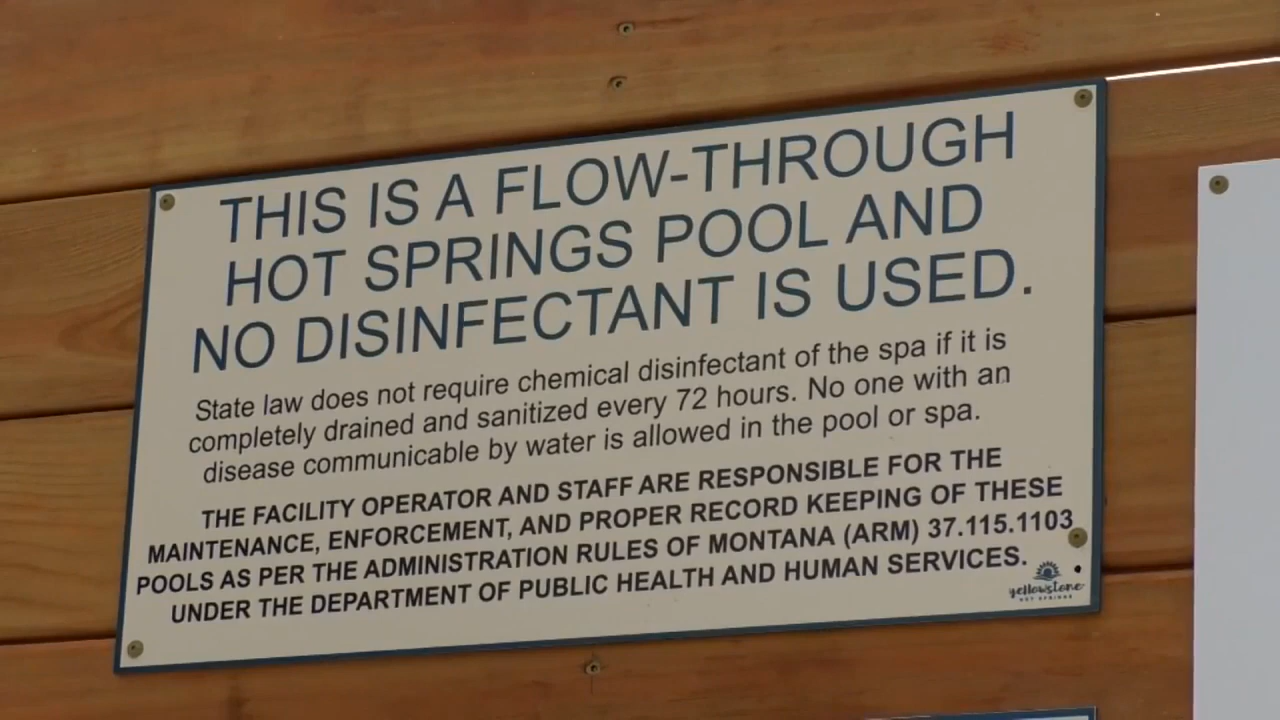 THIS IS A FLOW-THROUGH
HOT SPRINGS POOL AND
NO DISINFECTANT IS USED.
State law does not require chemical disinfectant of the spa if it is
completely drained and sanitized every 72 hours. No one with an
disease communicable by water is allowed in the pool or spa.
THE FACILITY OPERATOR AND STAFF ARE RESPONSIBLE FOR THE
MAINTENANCE, ENFORCEMENT, AND PROPER RECORD KEEPING OF THESE
POOLS AS PER THE ADMINISTRATION RULES OF MONTANA (ARM) 37.115.1103
UNDER THE DEPARTMENT OF PUBLIC HEALTH AND HUMAN SERVICES.
yellowstone
HOT SPRINGS